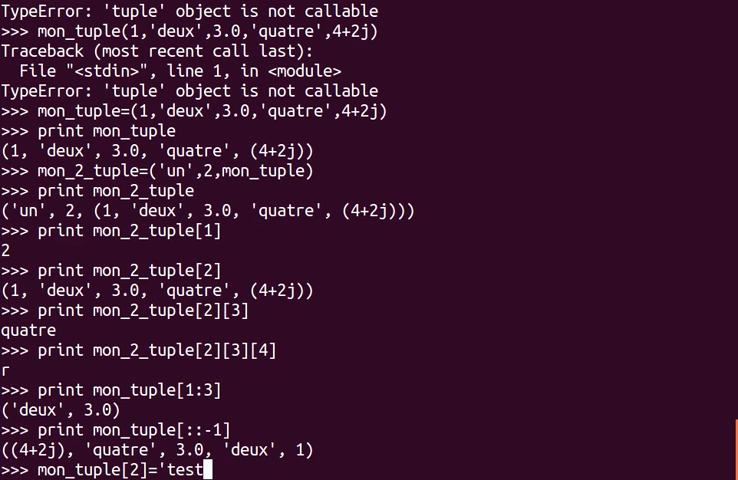 TypeError: 'tuple' object is not callable
>>> mon_tuple(1,'deux',3.0,'quatre',4+2j)
Traceback (most recent call last):
  File "<stdin>", line 1, in <module>
TypeError: 'tuple' object is not callable
>>> mon_tuple=(1,'deux',3.0,'quatre',4+2j)
>>> print mon_tuple
(1, 'deux', 3.0, 'quatre', (4+2j))
>>> mon_2_tuple=('un',2,mon_tuple)
>>> print mon_2_tuple
('un', 2, (1, 'deux', 3.0, 'quatre', (4+2j)))
>>> print mon_2_tuple[1]
2
>>> print mon_2_tuple[2]
(1, 'deux', 3.0, 'quatre', (4+2j))
>>> print mon_2_tuple[2][3]
quatre
>>> print mon_2_tuple[2][3][4]
r
>>> print mon_tuple[1:3]
('deux', 3.0)
>>> print mon_tuple[::-1]
((4+2j), 'quatre', 3.0, 'deux', 1)
>>> mon_tuple[2]='test